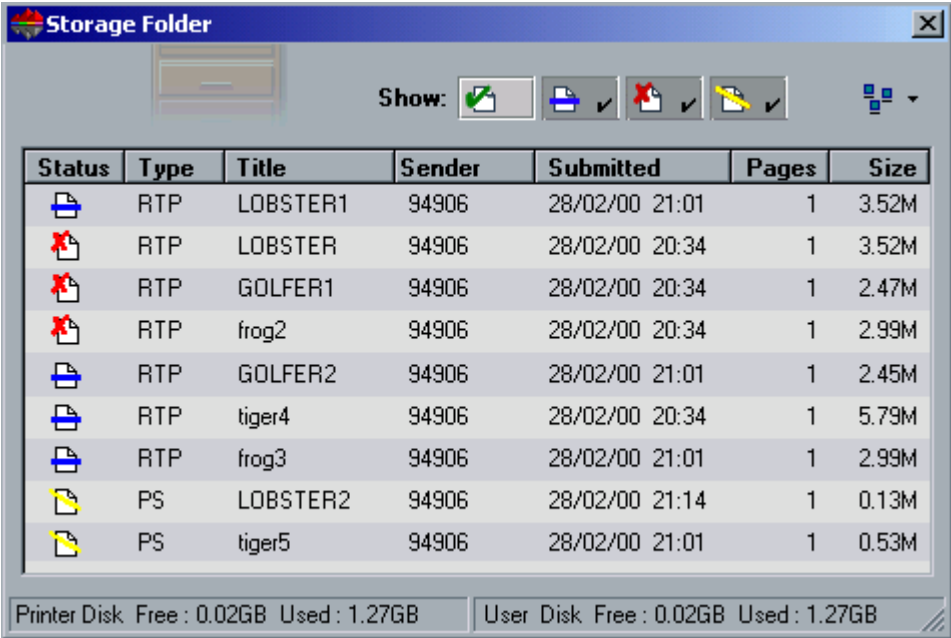 Storage Folder
Show:
Status Type Title Sender Submitted Pages Size
RTP LOBSTER1 94906 28/02/00 21:01 1 3.52M
RTP LOBSTER 94906 28/02/00 20:34 1 3.52M
RTP GOLFER1 94906 28/02/00 20:34 1 2.47M
RTP frog2 94906 28/02/00 20:34 1 2.99M
RTP GOLFER2 94906 28/02/00 21:01 1 2.45M
RTP tiger4 94906 28/02/00 20:34 1 5.79M
RTP frog3 94906 28/02/00 21:01 1 2.99M
PS LOBSTER2 94906 28/02/00 21:14 1 0.13M
PS tiger5 94906 28/02/00 21:01 1 0.53M
Printer Disk Free : 0.02GB Used : 1.27GB User Disk Free : 0.02GB Used : 1.27GB